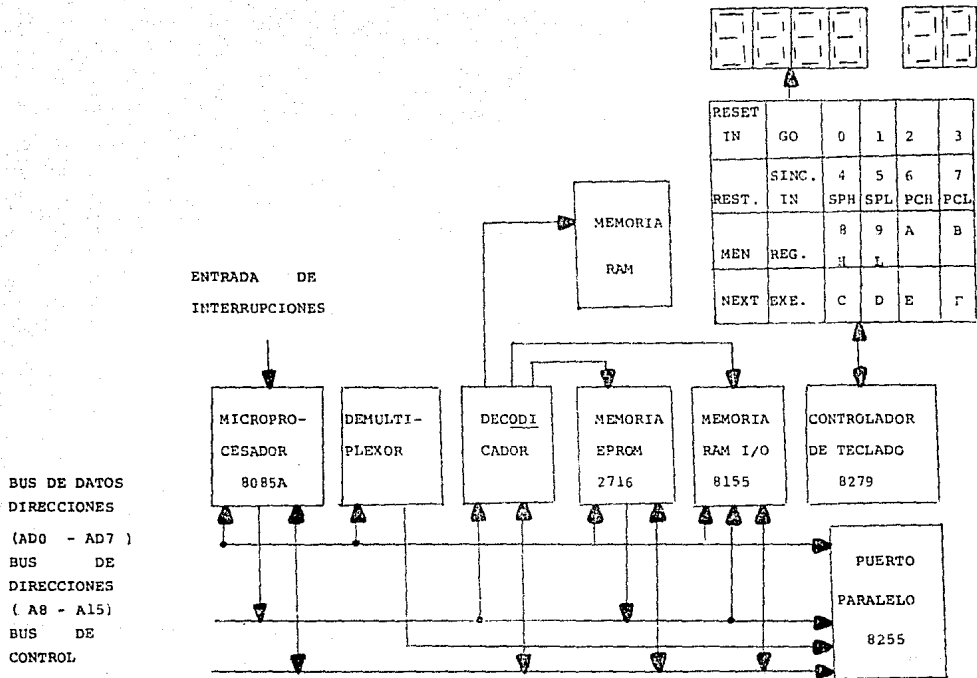 RESET
IN GO 0 1 2 3
SINC. 4 5 6 7
REST. IN SPH SPL PCH PCL
8 9 A B
MEN REG. H L
NEXT EXE. C D E F
MEMORIA
RAM
ENTRADA DE
INTERRUPCIONES
MICROPRO-
CESADOR
8085A
DEMULTI-
PLEXOR
DECODI
CADOR
MEMORIA
EPROM
2716
MEMORIA
RAM I/O
8155
CONTROLADOR
DE TECLADO
8279
BUS DE DATOS
DIRECCIONES
(AD0 - AD7 )
BUS DE
DIRECCIONES
( A8 - A15)
BUS DE
CONTROL
PUERTO
PARALELO
8255